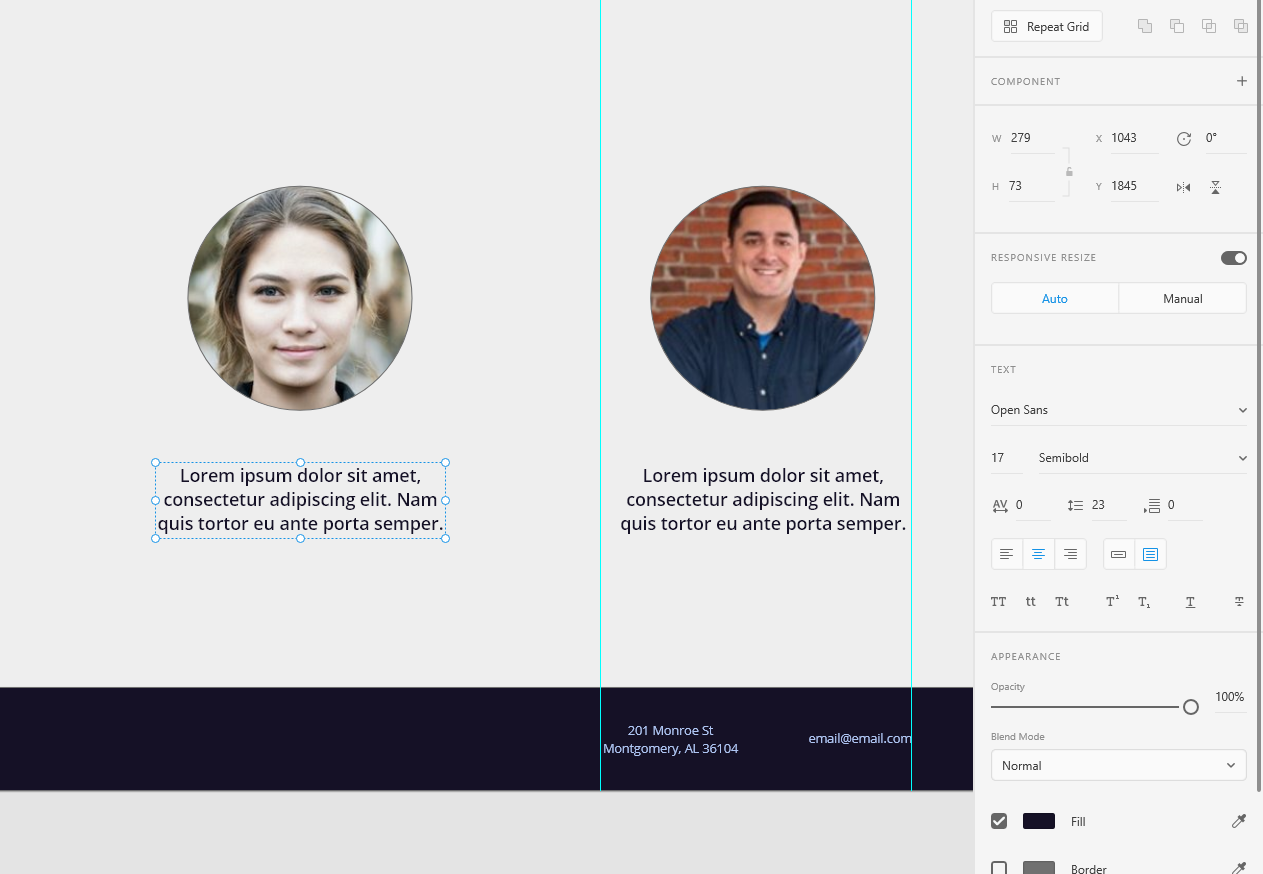 Repeat Grid
COMPONENT
W 279 X 1043 0°
H 73 Y 1845
RESPONSIVE RESIZE
Auto Manual
TEXT
Open Sans
17 Semibold
AV 0 23 0
TT tt Tt T¹ T₁ T T
APPEARANCE
Opacity
100%
Blend Mode
Normal
Fill
Border
Lorem ipsum dolor sit amet,
consectetur adipiscing elit. Nam
quis tortor eu ante porta semper.
Lorem ipsum dolor sit amet,
consectetur adipiscing elit. Nam
quis tortor eu ante porta semper.
201 Monroe St
Montgomery, AL 36104
email@email.com